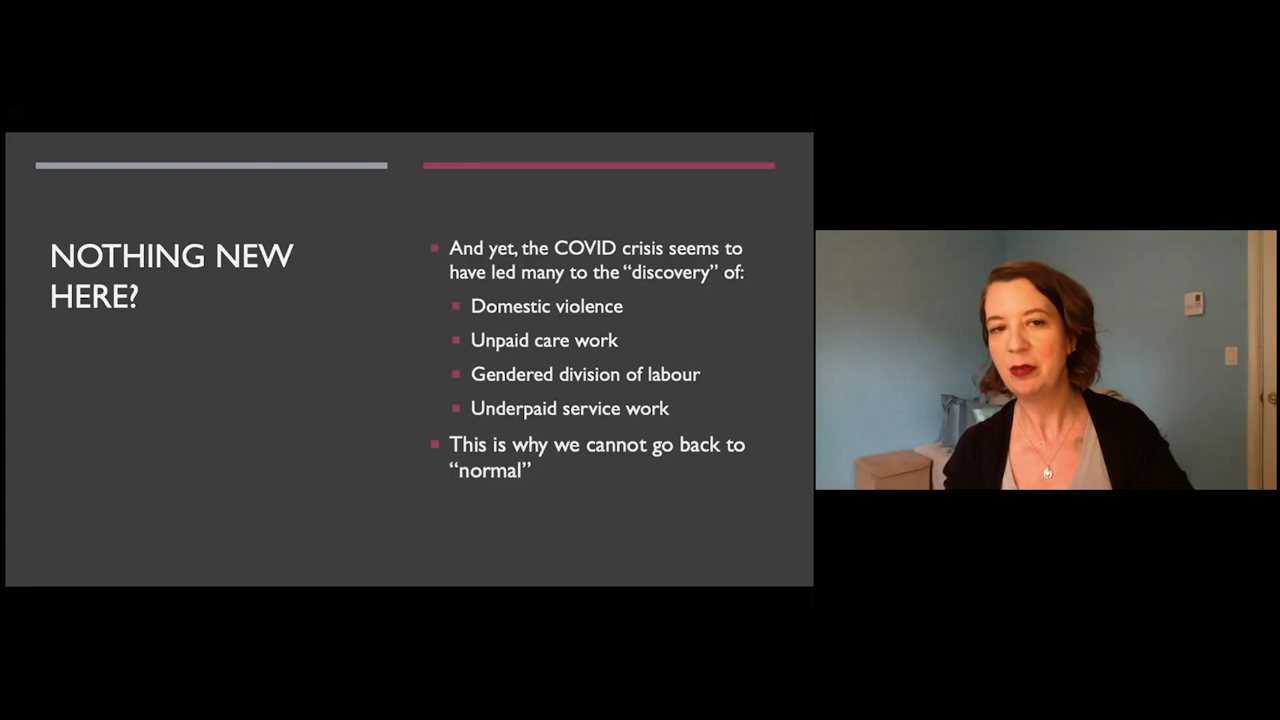 NOTHING NEW
HERE?
And yet, the COVID crisis seems to
have led many to the “discovery” of:
Domestic violence
Unpaid care work
Gendered division of labour
Underpaid service work
This is why we cannot go back to
“normal”